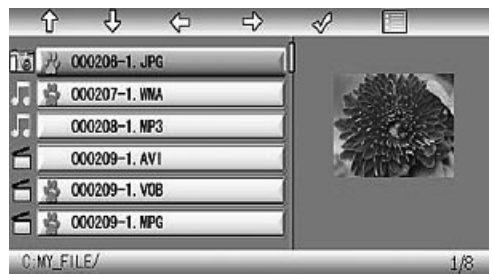 000206-1. JPG
000207-1. WMA
000208-1. MP3
000209-1. AVI
000209-1. VOB
000209-1. MPG
C:MY_FILE/ 1/8